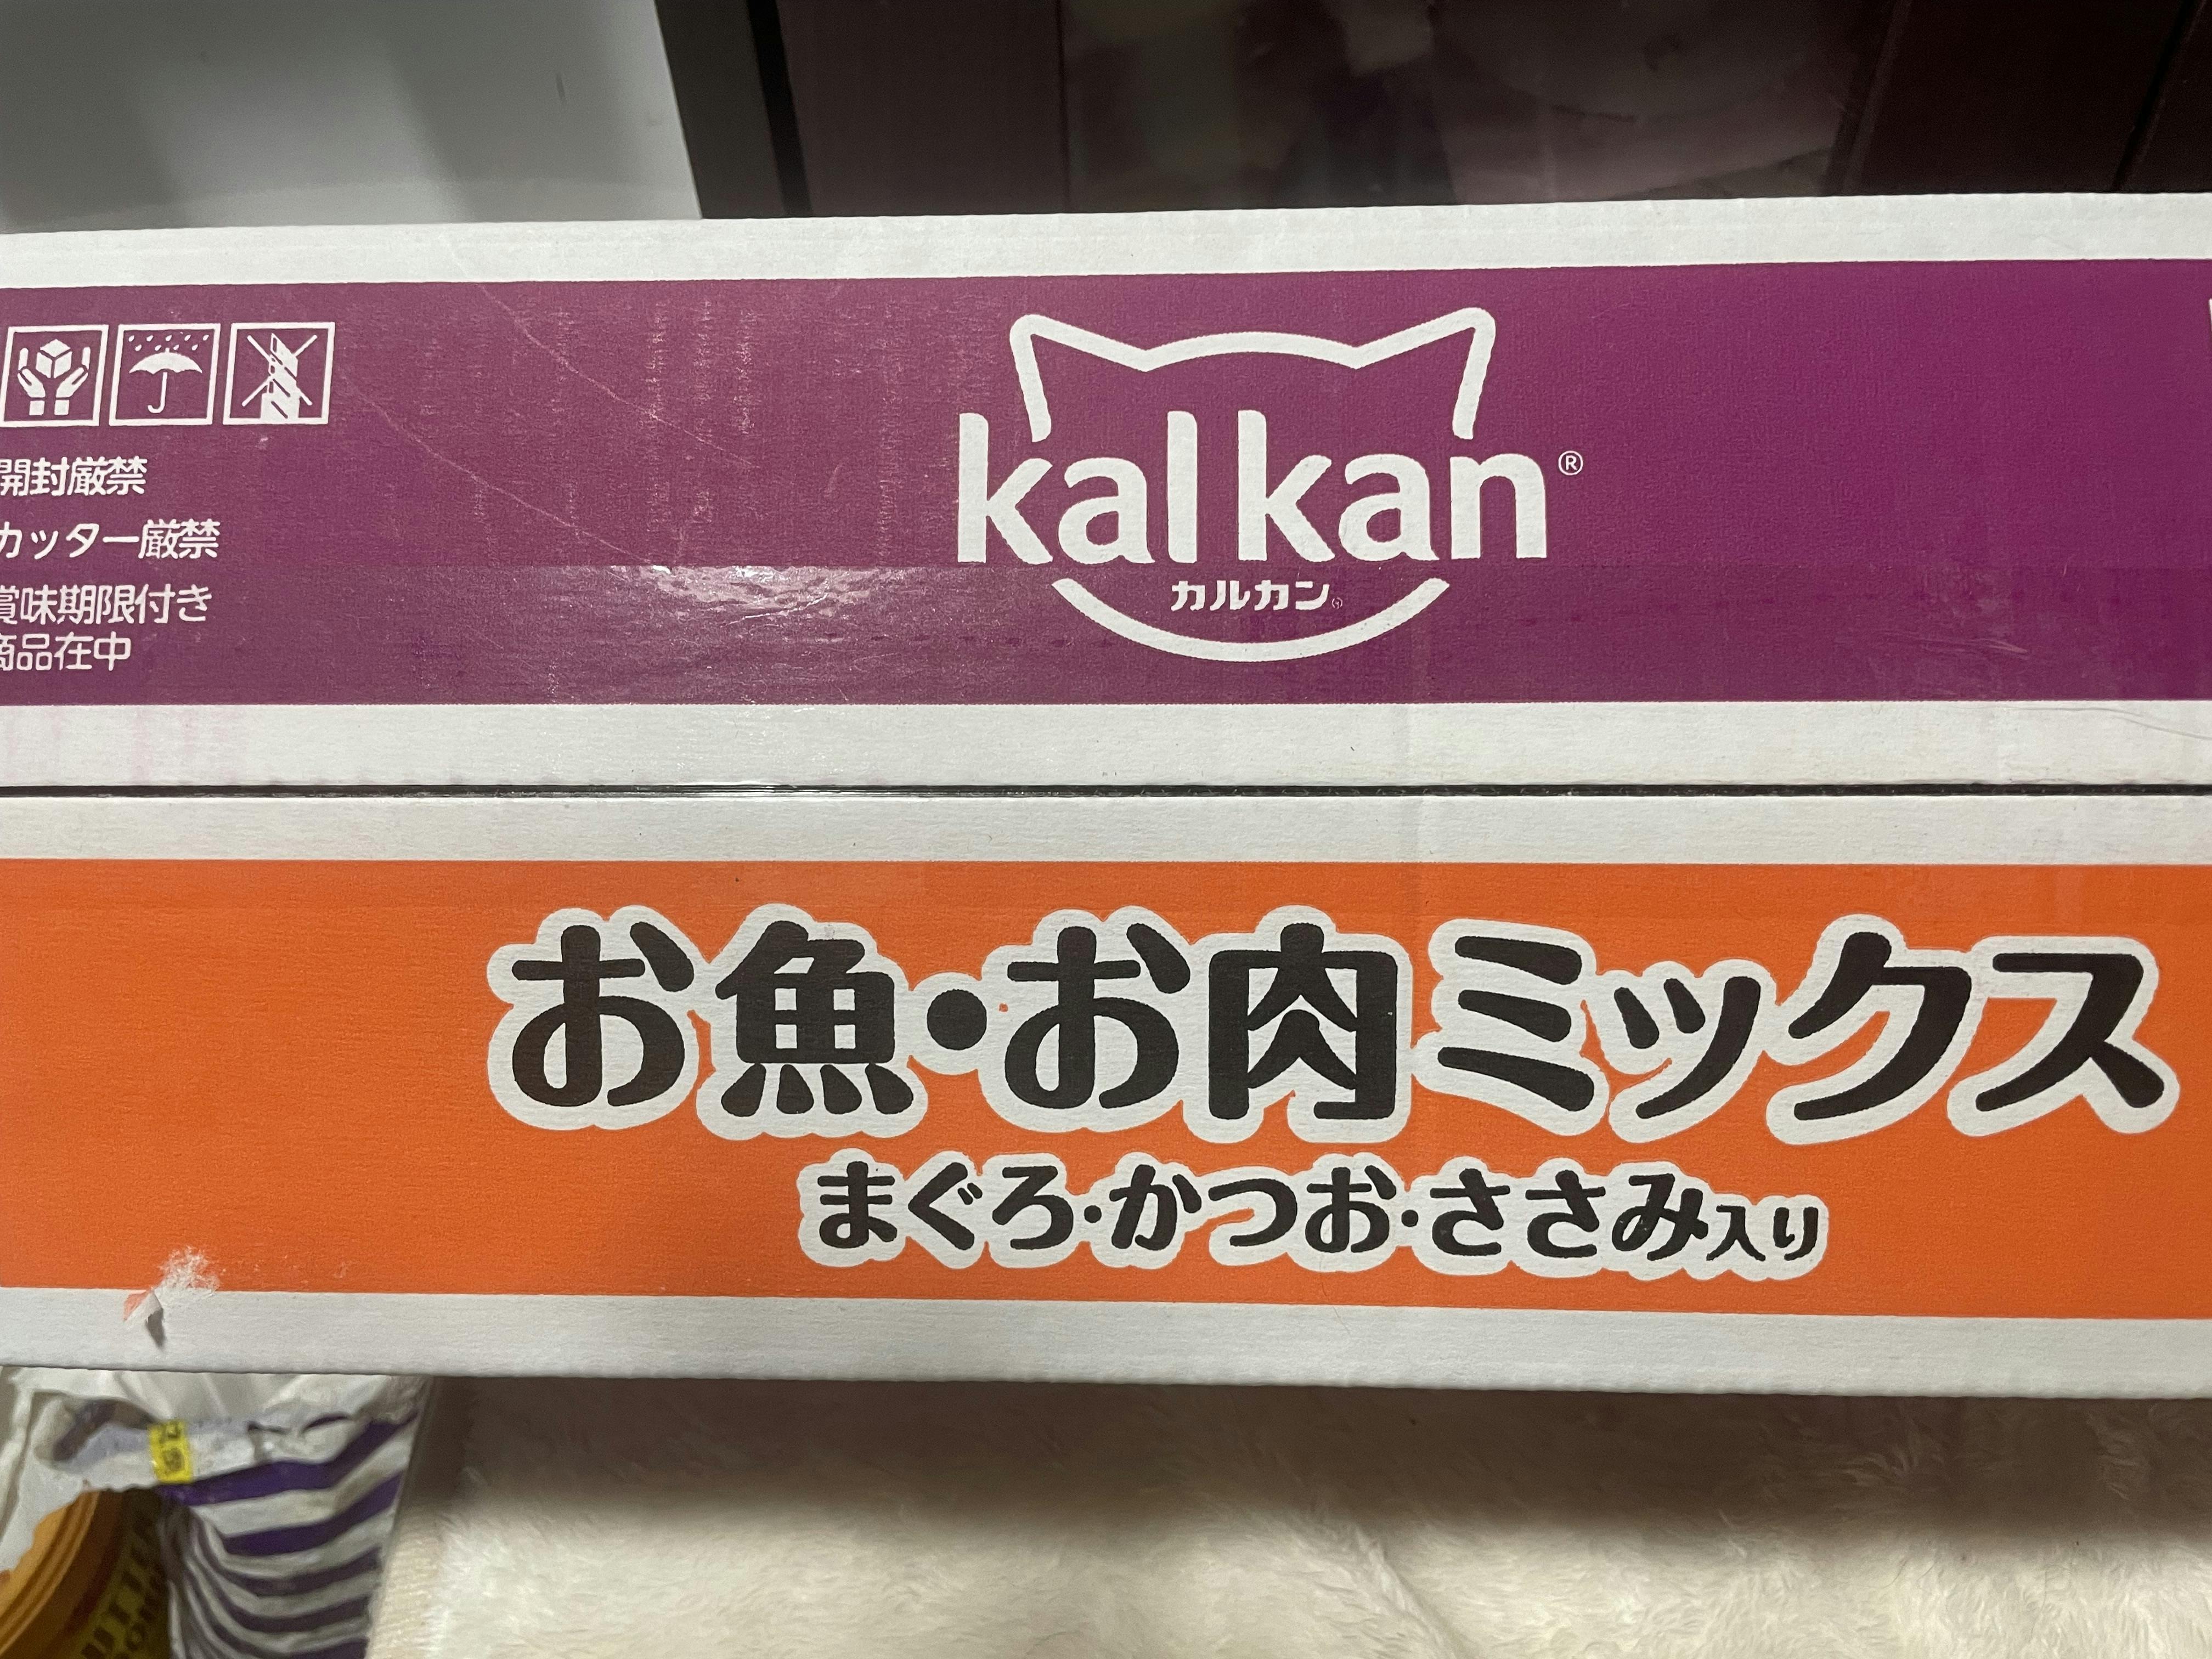 開封厳禁
カッター厳禁
賞味期限付き
商品在中
kalkan®
カルカン
お魚・お肉ミックス
まぐろ・かつお・ささみ入り